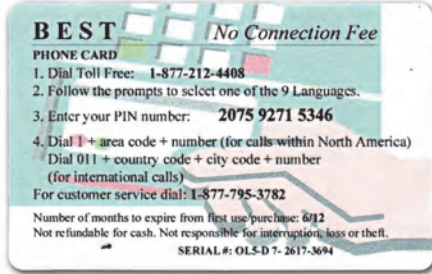 BEST No Connection Fee
PHONE CARD
1. Dial Toll Free: 1-877-212-4408
2. Follow the prompts to select one of the 9 Languages.
3. Enter your PIN number: 2075 9271 5346
4. Dial 1 + area code + number (for calls within North America)
Dial 011 + country code + city code + number
(for international calls)
For customer service dial: 1-877-795-3782
Number of months to expire from first use/purchase: 6/12
Not refundable for cash. Not responsible for interruption, loss or theft.
SERIAL#: OL5-D 7- 2617-3694